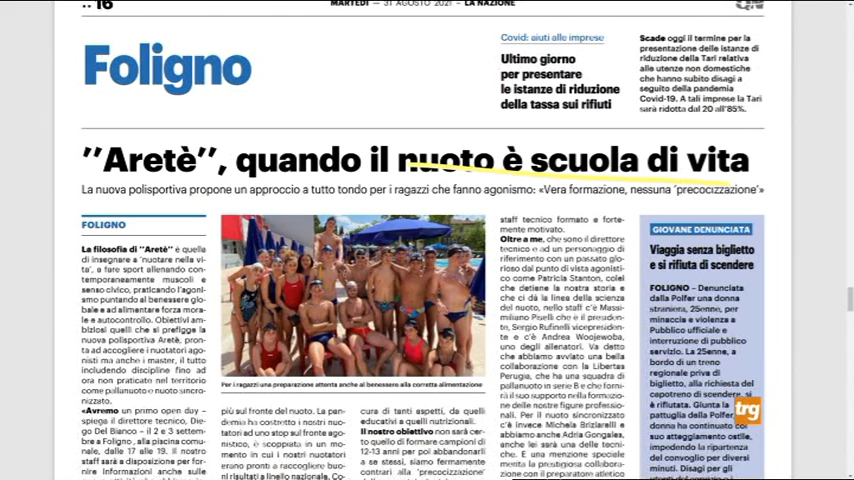 16
MARTEDÌ — 31 AGOSTO 2021 – LA NAZIONE
Foligno
Covid: aiuti alle imprese
Ultimo giorno
per presentare
le istanze di riduzione
della tassa sui rifiuti
Scade oggi il termine per la
presentazione delle istanze di
riduzione della Tari relativa
alle utenze non domestiche
che hanno subito disagi a
seguito della pandemia
Covid-19. A tali imprese la Tari
sarà ridotta dal 20 all'85%.
''Aretè'', quando il nuoto è scuola di vita
La nuova polisportiva propone un approccio a tutto tondo per i ragazzi che fanno agonismo: «Vera formazione, nessuna 'precocizzazione'»
FOLIGNO
La filosofia di ''Aretè'' è quella
di insegnare a 'nuotare nella vi-
ta', a fare sport allenando con-
temporaneamente muscoli e
senso civico, praticando l'agoni-
smo puntando al benessere glo-
bale e ad alimentare forza mora-
le e autocontrollo. Obiettivi am-
biziosi quelli che si prefigge la
nuova polisportiva Aretè, pron-
ta ad accogliere i nuotatori ago-
nisti ma anche i master, il tutto
includendo discipline fino ad
ora non praticate nel territorio
come pallanuoto e nuoto sincro-
nizzato.
«Avremo un primo open day –
spiega il direttore tecnico, Die-
go Del Bianco – il 2 e 3 settem-
bre a Foligno, alla piscina comu-
nale, dalle 17 alle 19. Il nostro
staff sarà a disposizione per for-
nire informazioni anche sulle
Per i ragazzi una preparazione attenta anche al benessere alla corretta alimentazione
più sul fronte del nuoto. La pan-
demia ha costretto i nostri nuo-
tatori ad uno stop sul fronte ago-
nistico, è scoppiata in un mo-
mento in cui i nostri nuotatori
erano pronti a raccogliere buo-
ni risultati a livello nazionale. Co-
cura di tanti aspetti, da quelli
educativi a quelli nutrizionali.
Il nostro obiettivo non sarà cer-
to quello di formare campioni di
12-13 anni per poi abbandonarli
a se stessi, siamo fermamente
contrari alla 'precocizzazione'
staff tecnico formato e forte-
mente motivato.
Oltre a me, che sono il direttore
tecnico e ad un personaggio di
riferimento con un passato glo-
rioso dal punto di vista agonisti-
co come Patricia Stanton, colei
che detiene la nostra storia e
che ci dà la linea della scienza
del nuoto, nello staff c'è Massi-
miliano Piselli che è il presiden-
te, Sergio Rufinelli vicepresiden-
te e c'è Andrea Woojewoba,
uno degli allenatori. Va detto
che abbiamo avviato una bella
collaborazione con la Libertas
Perugia, che ha una squadra di
pallanuoto in serie B e che forni-
rà il suo supporto nella formazio-
ne delle nostre figure professio-
nali. Per il nuoto sincronizzato
c'è invece Michela Briziarelli e
abbiamo anche Adria Gongales,
anche lei sarà una delle tecni-
che. E una menzione speciale
merita la prestigiosa collabora-
zione con il preparatore atletico
GIOVANE DENUNCIATA
Viaggia senza biglietto
e si rifiuta di scendere
FOLIGNO – Denunciata
dalla Polfer una donna
straniera, 25enne, per
minaccia e violenza a
Pubblico ufficiale e
interruzione di pubblico
servizio. La 25enne, a
bordo di un treno
regionale priva di
biglietto, alla richiesta del
capotreno di scendere, si
è rifiutata. Giunta la
pattuglia della Polfer
donna ha continuato col
suo atteggiamento ostile,
impedendo la ripartenza
del convoglio per diversi
minuti. Disagi per gli
trg